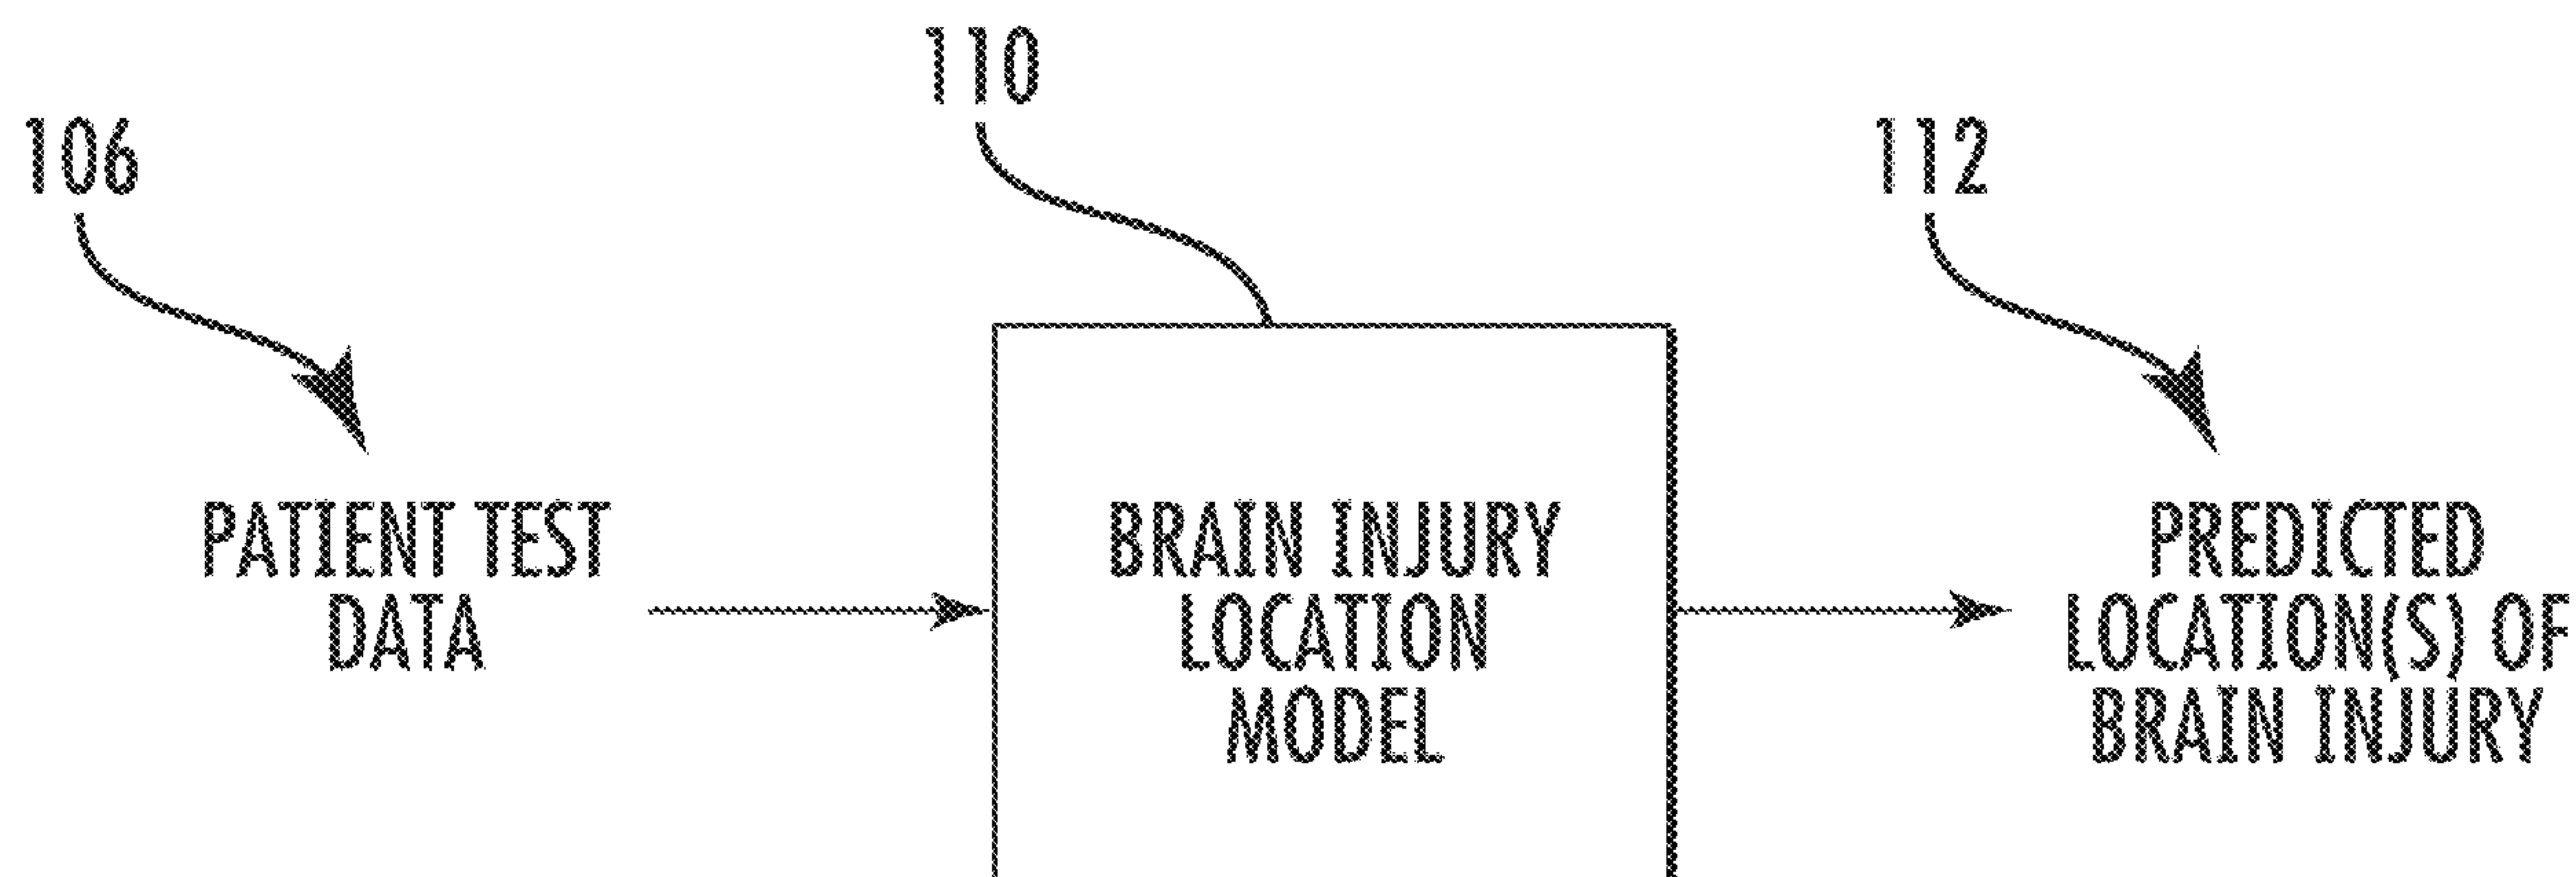 110
106
112
PATIENT TEST
DATA
BRAIN INJURY
LOCATION
MODEL
PREDICTED
LOCATION(S) OF
BRAIN INJURY